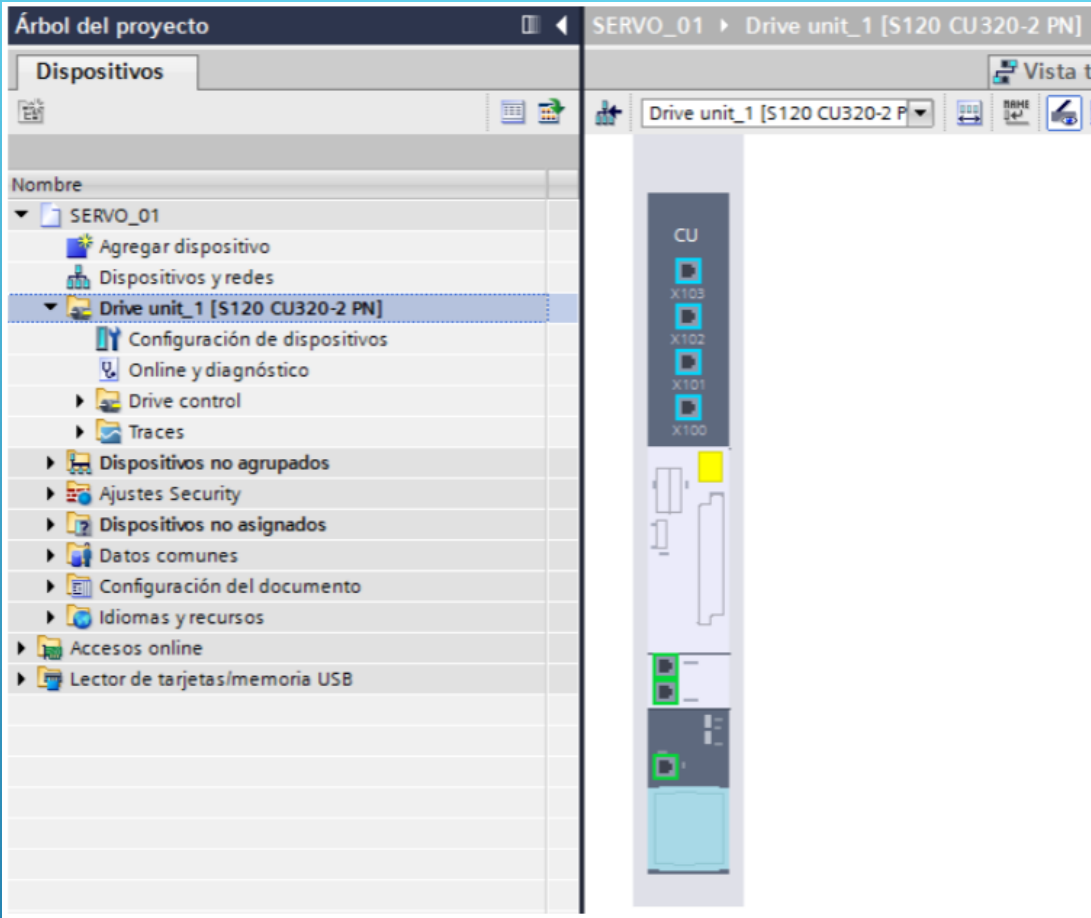 Árbol del proyecto
SERVO_01 Drive unit_1 [S120 CU320-2 PN]
Dispositivos
Vista t
Drive unit_1 [S120 CU320-2 P
NAME
Nombre
SERVO_01
Agregar dispositivo
Dispositivos y redes
Drive unit_1 [S120 CU320-2 PN]
Configuración de dispositivos
Online y diagnóstico
Drive control
Traces
Dispositivos no agrupados
Ajustes Security
Dispositivos no asignados
Datos comunes
Configuración del documento
Idiomas y recursos
Accesos online
Lector de tarjetas/memoria USB
CU
X103
X102
X101
X100